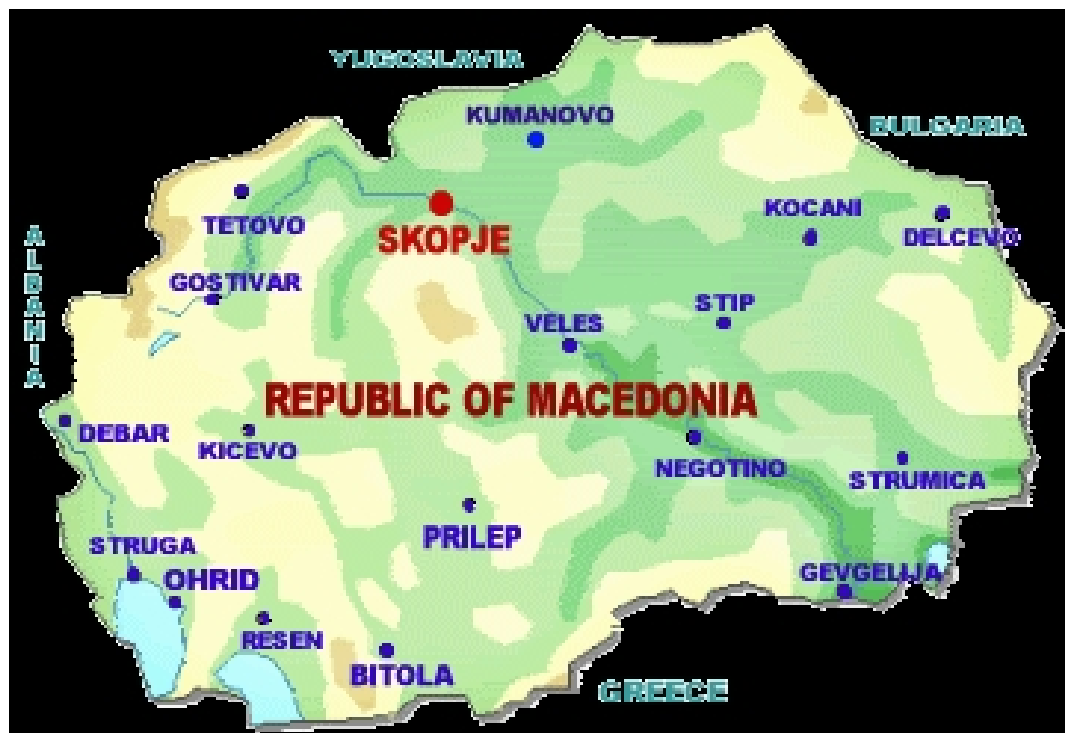 YUGOSLAVIA
KUMANOVO
BULGARIA
TETOVO
KOCANI
SKOPJE
DELCEVO
ALBANIA
GOSTIVAR
STIP
VELES
REPUBLIC OF MACEDONIA
DEBAR
KICEVO
NEGOTINO
STRUMICA
PRILEP
STRUGA
OHRID
GEVGELIJA
RESEN
BITOLA
GREECE